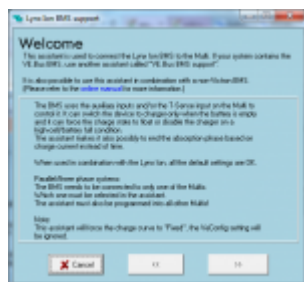 Lynx Ion BMS support
Welcome
This assistant is used to connect the Lynx Ion BMS to the Multi. If your system contains the
VE.Bus BMS, use another assistant called "VE.Bus BMS support".
It is also possible to use this assistant in combination with a non-Victron BMS.
(Please refer to the online manual for more information.)
The BMS uses the auxiliary inputs and/or the T-Sense input on the Multi to
control it. It can switch the device to charge only when the battery is empty
and it can force the charge state to float or disable the charger on a
high-cell/battery full condition.
The assistant makes it also possible to end the absorption phase based on
charge current instead of time.
When used in combination with the Lynx Ion, all the default settings are OK.
Parallel/three phase systems:
The BMS needs to be connected to only one of the Multis.
Which one must be selected in the assistant.
The assistant must also be programmed into all other Multis!
Note:
This assistant will force the charge curve to "Fixed", the VeConfig setting will
be ignored.
Cancel
<<
>>